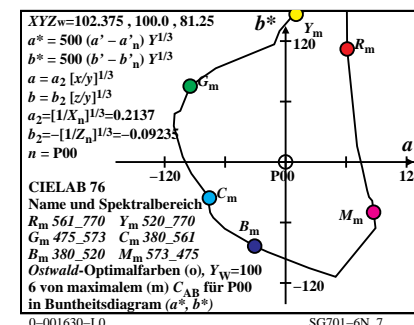 XYZw=102.375 , 100.0 , 81.25
a* = 500 (a’ - a’n) Y1/3
b* = 500 (b’ - b’n) Y1/3
a = a2 [x/y]1/3
b = b2 [z/y]1/3
a2=[1/Xn]1/3=0.2137
b2=−[1/Zn]1/3=−0.09235
n = P00
b*
Ym
120
Rm
Gm
a
−120
P00
12
CIELAB 76
Name und Spektralbereich
Rm 561_770 Ym 520_770
Gm 475_573 Cm 380_561
Bm 380_520 Mm 573_475
Cm
Bm
Mm
Ostwald-Optimalfarben (o), YW=100
6 von maximalem (m) CAB für P00
in Buntheitsdiagram (a*, b*)
−120
0−001630−L0
SG701−6N, 7